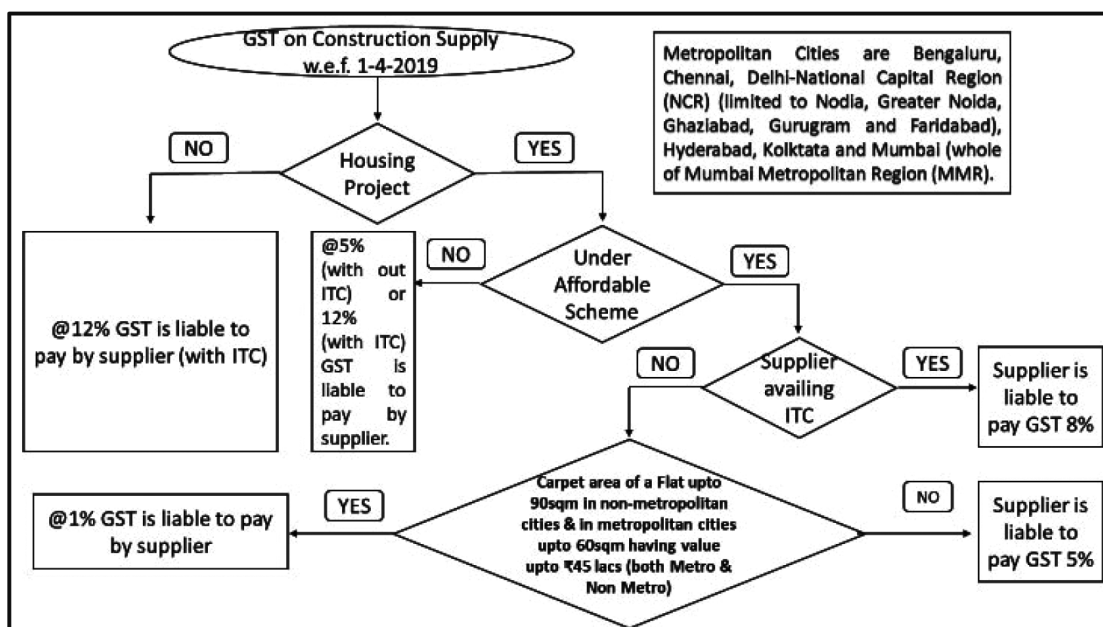 GST on Construction Supply
w.e.f. 1-4-2019
Metropolitan Cities are Bengaluru,
Chennai, Delhi-National Capital Region
(NCR) (limited to Nodia, Greater Noida,
Ghaziabad, Gurugram and Faridabad),
Hyderabad, Kolktata and Mumbai (whole
of Mumbai Metropolitan Region (MMR).
NO
YES
Housing
Project
@12% GST is liable to
pay by supplier (with ITC)
@5%
(with out
ITC) or
12%
(with ITC)
GST is
liable to
pay by
supplier.
NO
Under
Affordable
Scheme
YES
NO
Supplier
availing
ITC
YES
Supplier is
liable to
pay GST 8%
@1% GST is liable to pay
by supplier
YES
Carpet area of a Flat upto
90sqm in non-metropolitan
cities & in metropolitan cities
upto 60sqm having value
upto ₹45 lacs (both Metro &
Non Metro)
NO
Supplier is
liable to
pay GST 5%